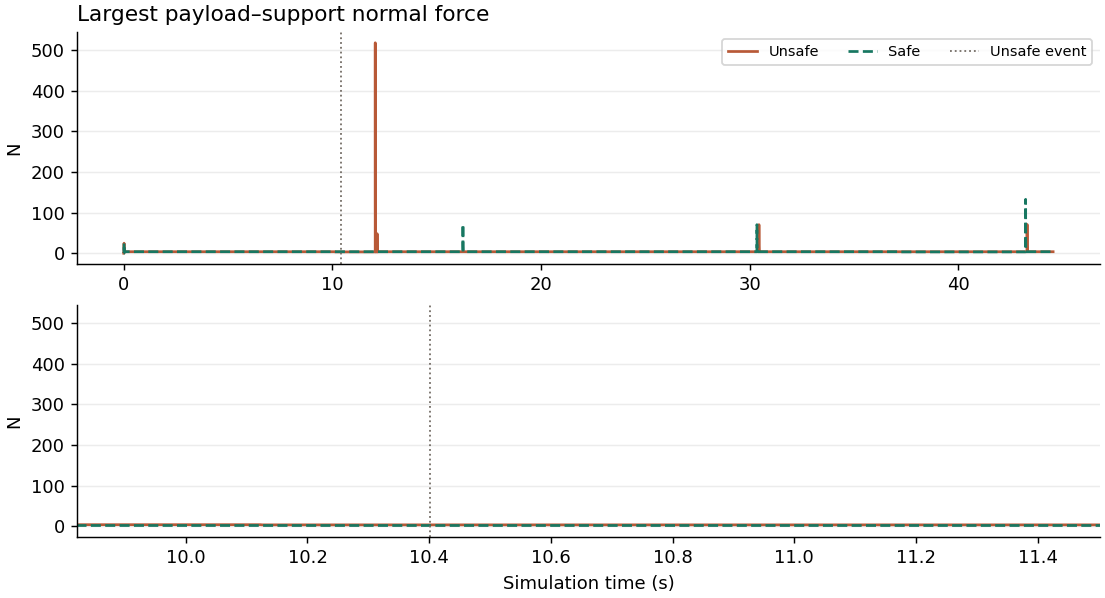 Largest payload–support normal force
Unsafe Safe Unsafe event
N
500
400
300
200
100
0
0 10 20 30 40
N
500
400
300
200
100
0
10.0 10.2 10.4 10.6 10.8 11.0 11.2 11.4
Simulation time (s)